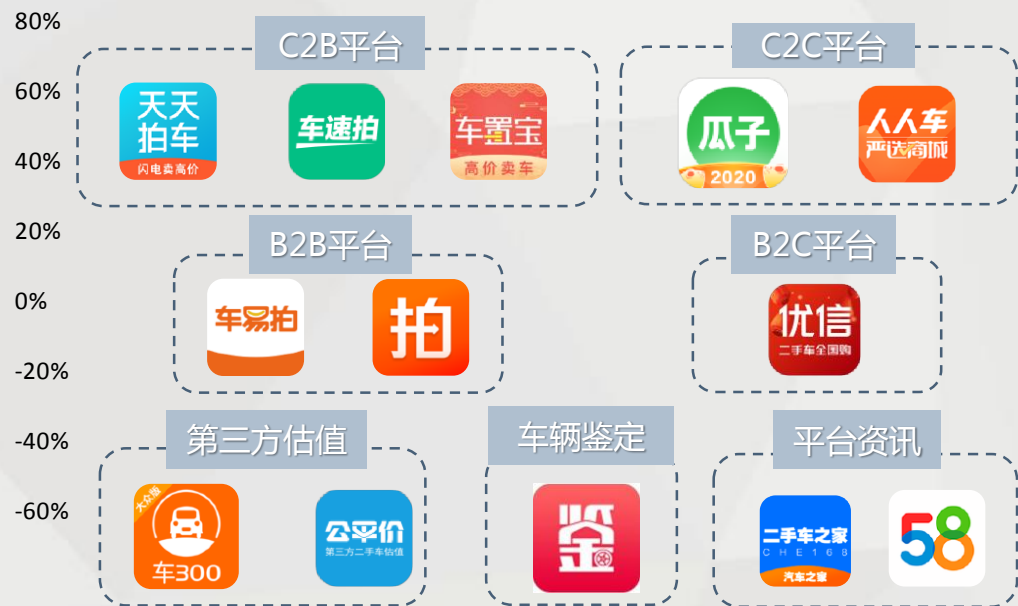 80%
C2B平台
C2C平台
60%
天天
拍车
闪电卖高价
车速拍
车置宝
高价卖车
瓜子
2020
人人车
严选商城
40%
20%
B2B平台
B2C平台
0%
车易拍
拍
优信
二手车全国购
-20%
-40%
第三方估值
车辆鉴定
平台资讯
-60%
大众版
车300
公平价
第三方二手车估值
鉴
二手车之家
CHE168
汽车之家
58